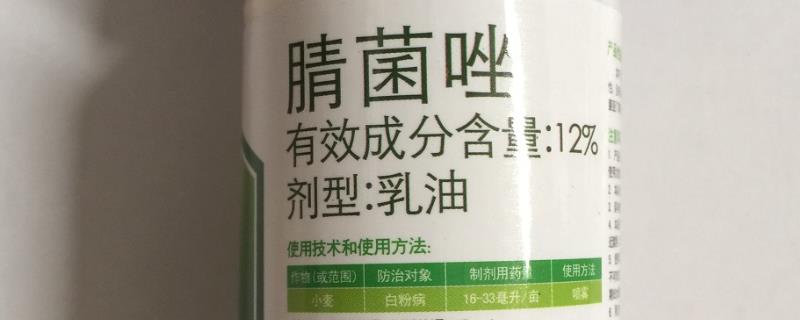 腈菌唑
有效成分含量:12%
剂型:乳油
使用技术和使用方法:
作物(或范围) 防治对象 制剂用药量 使用方法
小麦 白粉病 16-33毫升/亩 喷雾